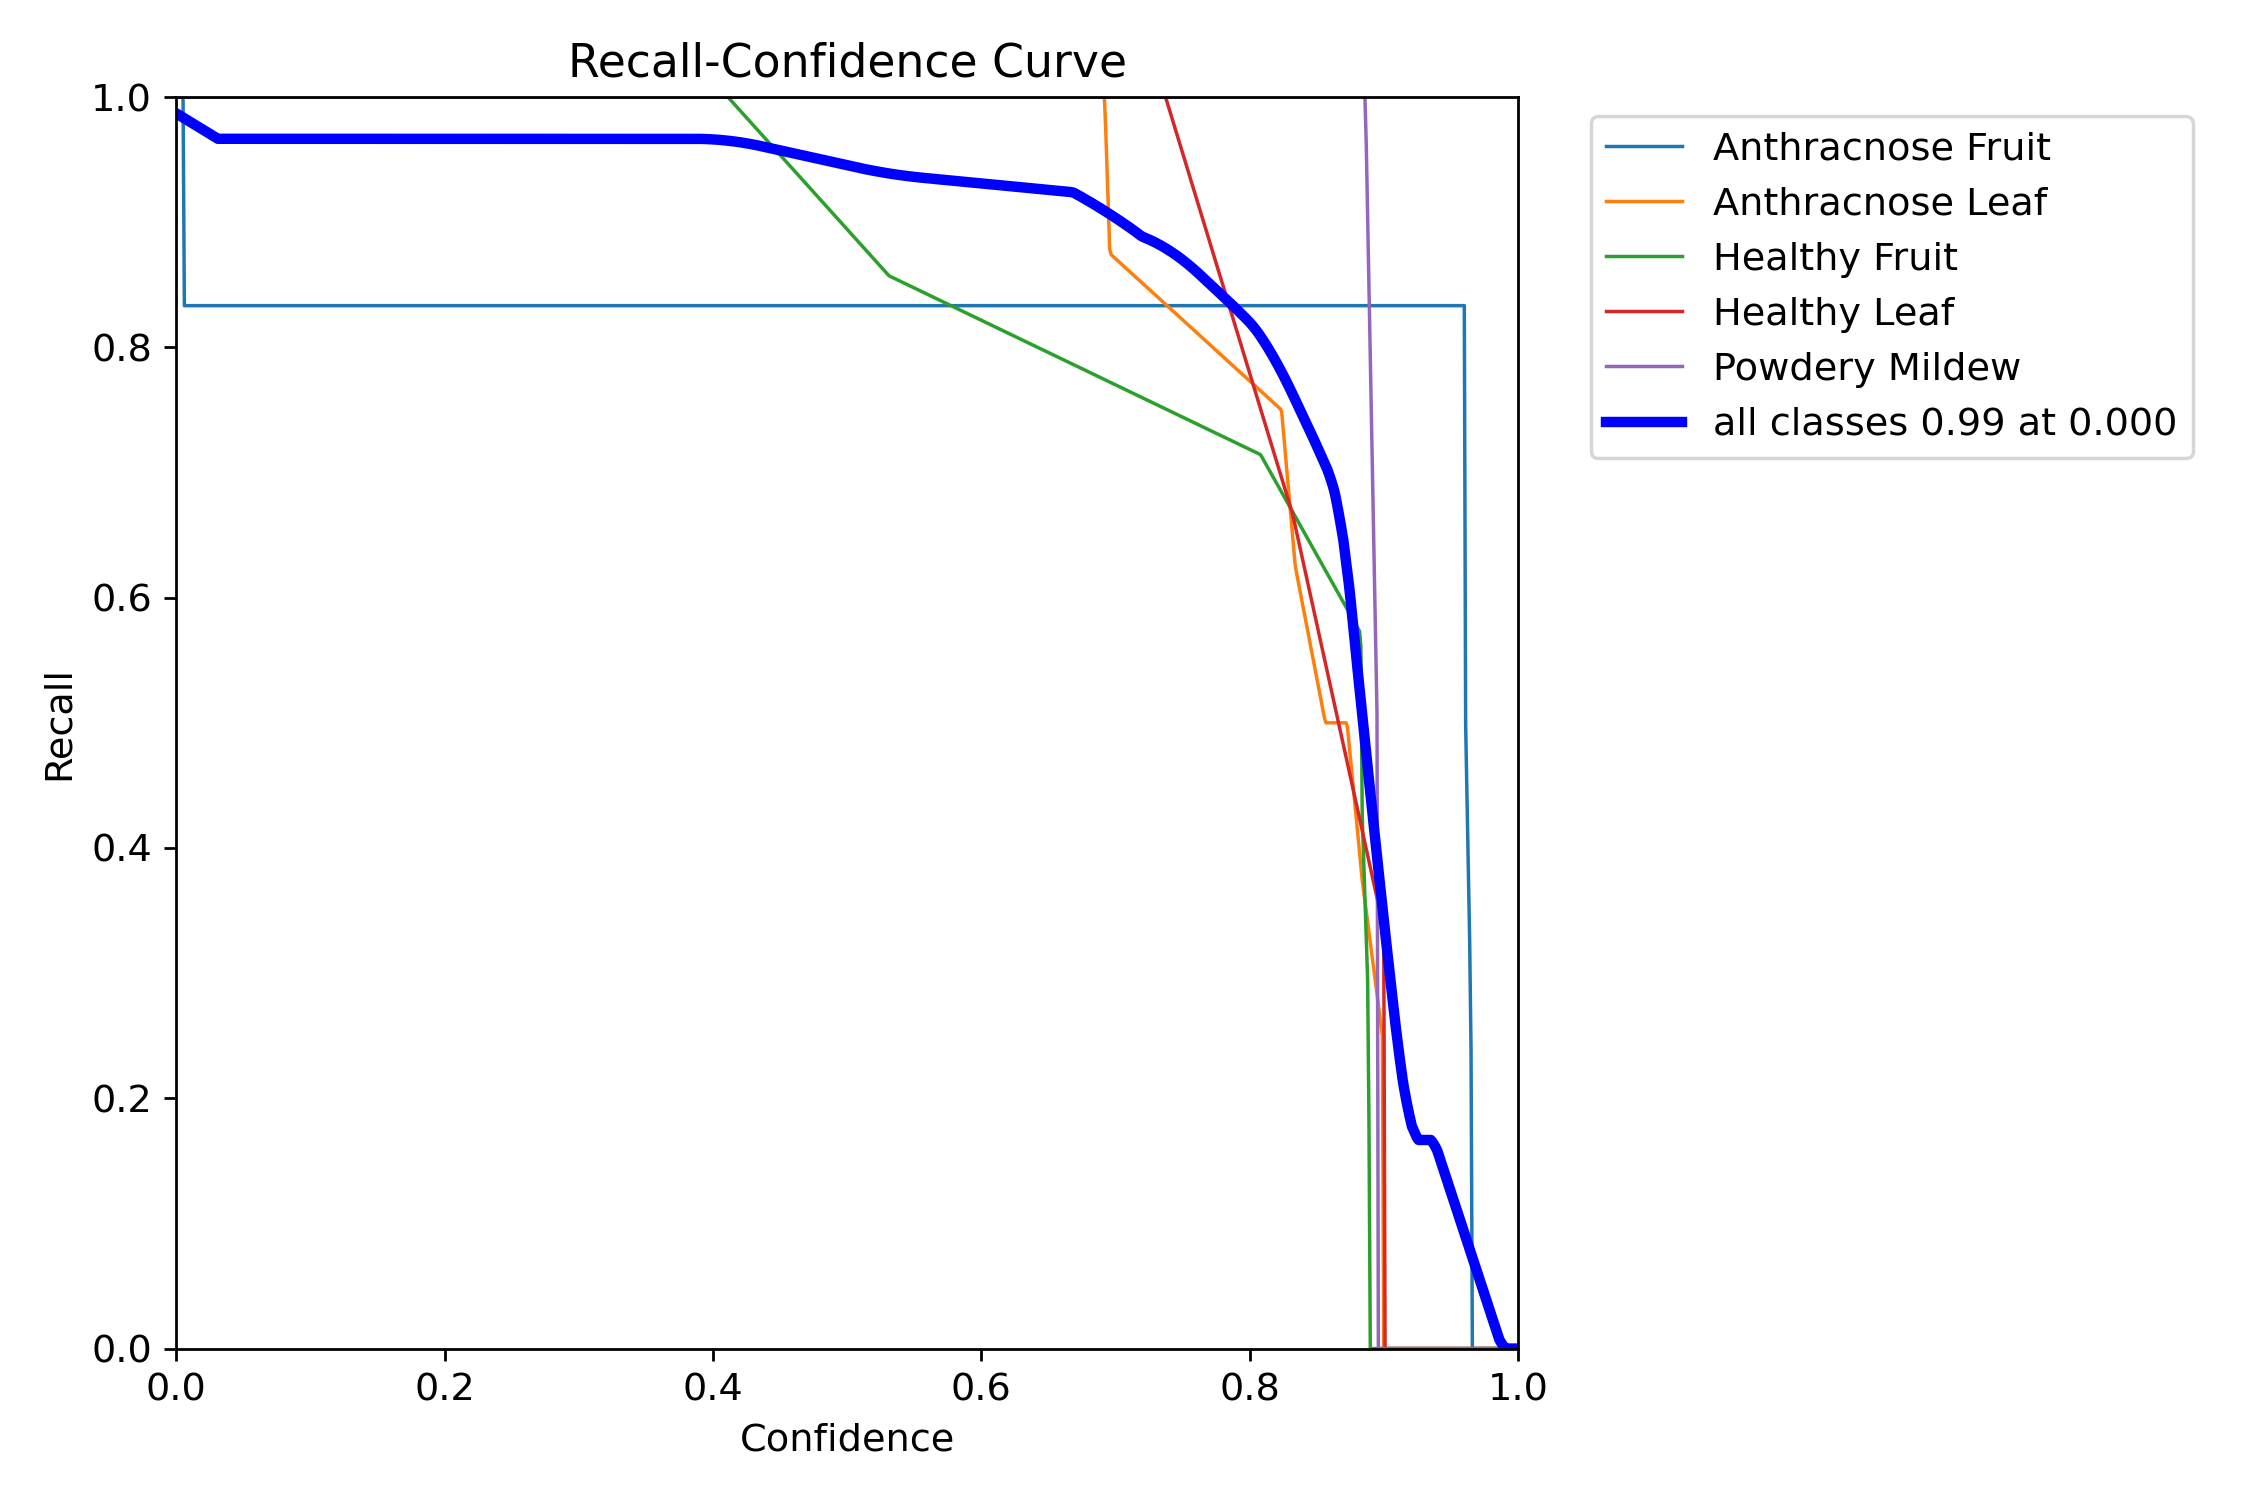 Recall-Confidence Curve
1.0
0.8
0.6
0.4
0.2
0.0
Recall
0.0 0.2 0.4 0.6 0.8 1.0
Confidence
Anthracnose Fruit
Anthracnose Leaf
Healthy Fruit
Healthy Leaf
Powdery Mildew
all classes 0.99 at 0.000